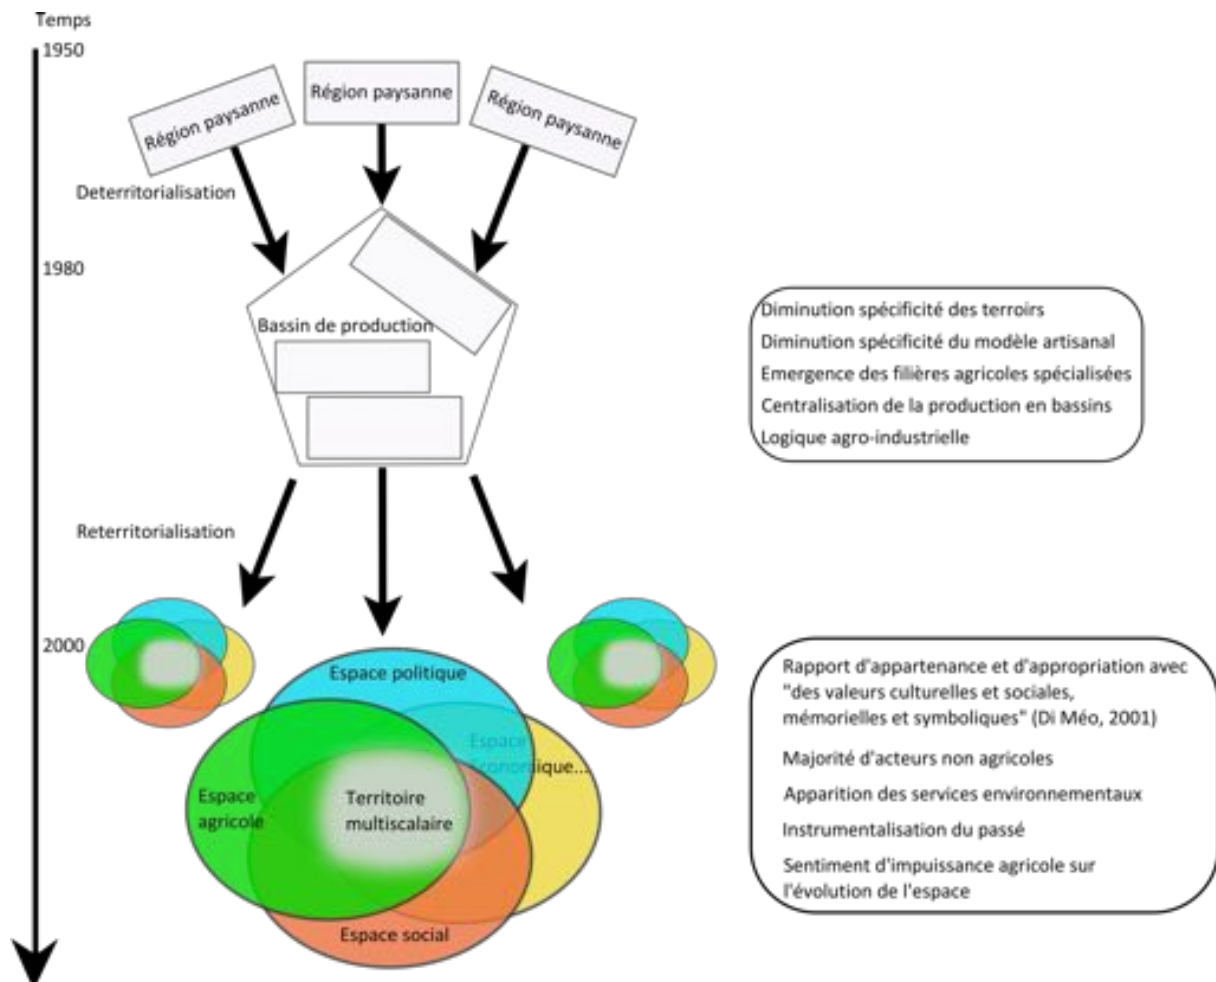 Temps
1950
Région paysanne
Région paysanne
Région paysanne
Deterritorialisation
1980
Bassin de production
Diminution spécificité des terroirs
Diminution spécificité du modèle artisanal
Emergence des filières agricoles spécialisées
Centralisation de la production en bassins
Logique agro-industrielle
Reterritorialisation
2000
Espace politique
Espace
Économique...
Espace
agricole
Territoire
multiscalaire
Espace social
Rapport d'appartenance et d'appropriation avec
"des valeurs culturelles et sociales,
mémorielles et symboliques" (Di Méo, 2001)
Majorité d'acteurs non agricoles
Apparition des services environmentaux
Instrumentalisation du passé
Sentiment d'impuissance agricole sur
l'évolution de l'espace